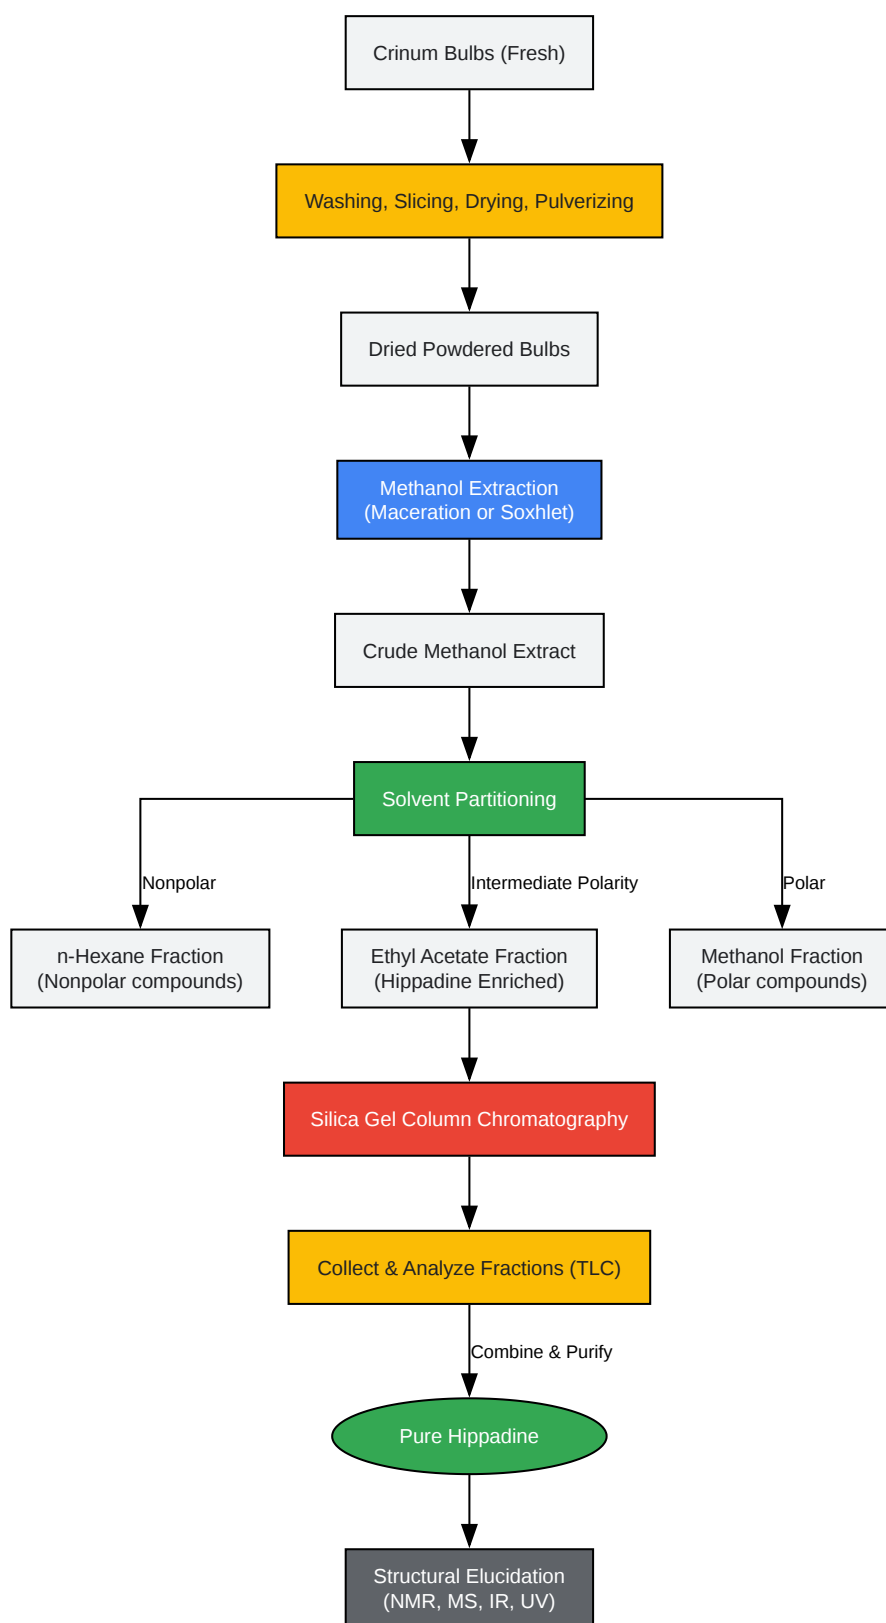 Crinum Bulbs (Fresh)
Washing, Slicing, Drying, Pulverizing
Dried Powdered Bulbs
Methanol Extraction
(Maceration or Soxhlet)
Crude Methanol Extract
Solvent Partitioning
Nonpolar
Intermediate Polarity
Polar
n-Hexane Fraction
(Nonpolar compounds)
Ethyl Acetate Fraction
(Hippadine Enriched)
Methanol Fraction
(Polar compounds)
Silica Gel Column Chromatography
Collect & Analyze Fractions (TLC)
Combine & Purify
Pure Hippadine
Structural Elucidation
(NMR, MS, IR, UV)